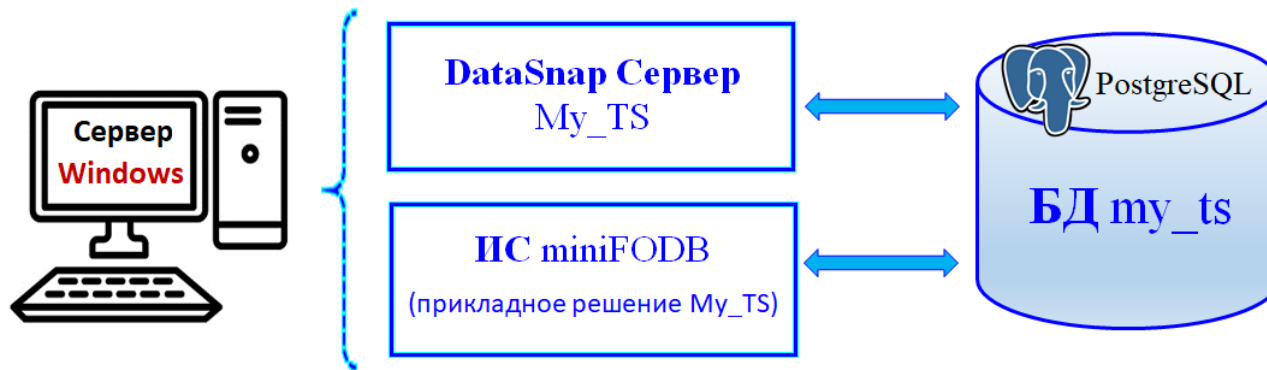 Сервер
Windows
DataSnap Сервер
My_TS
ИС miniFODB
(прикладное решение My_TS)
PostgreSQL
БД my_ts